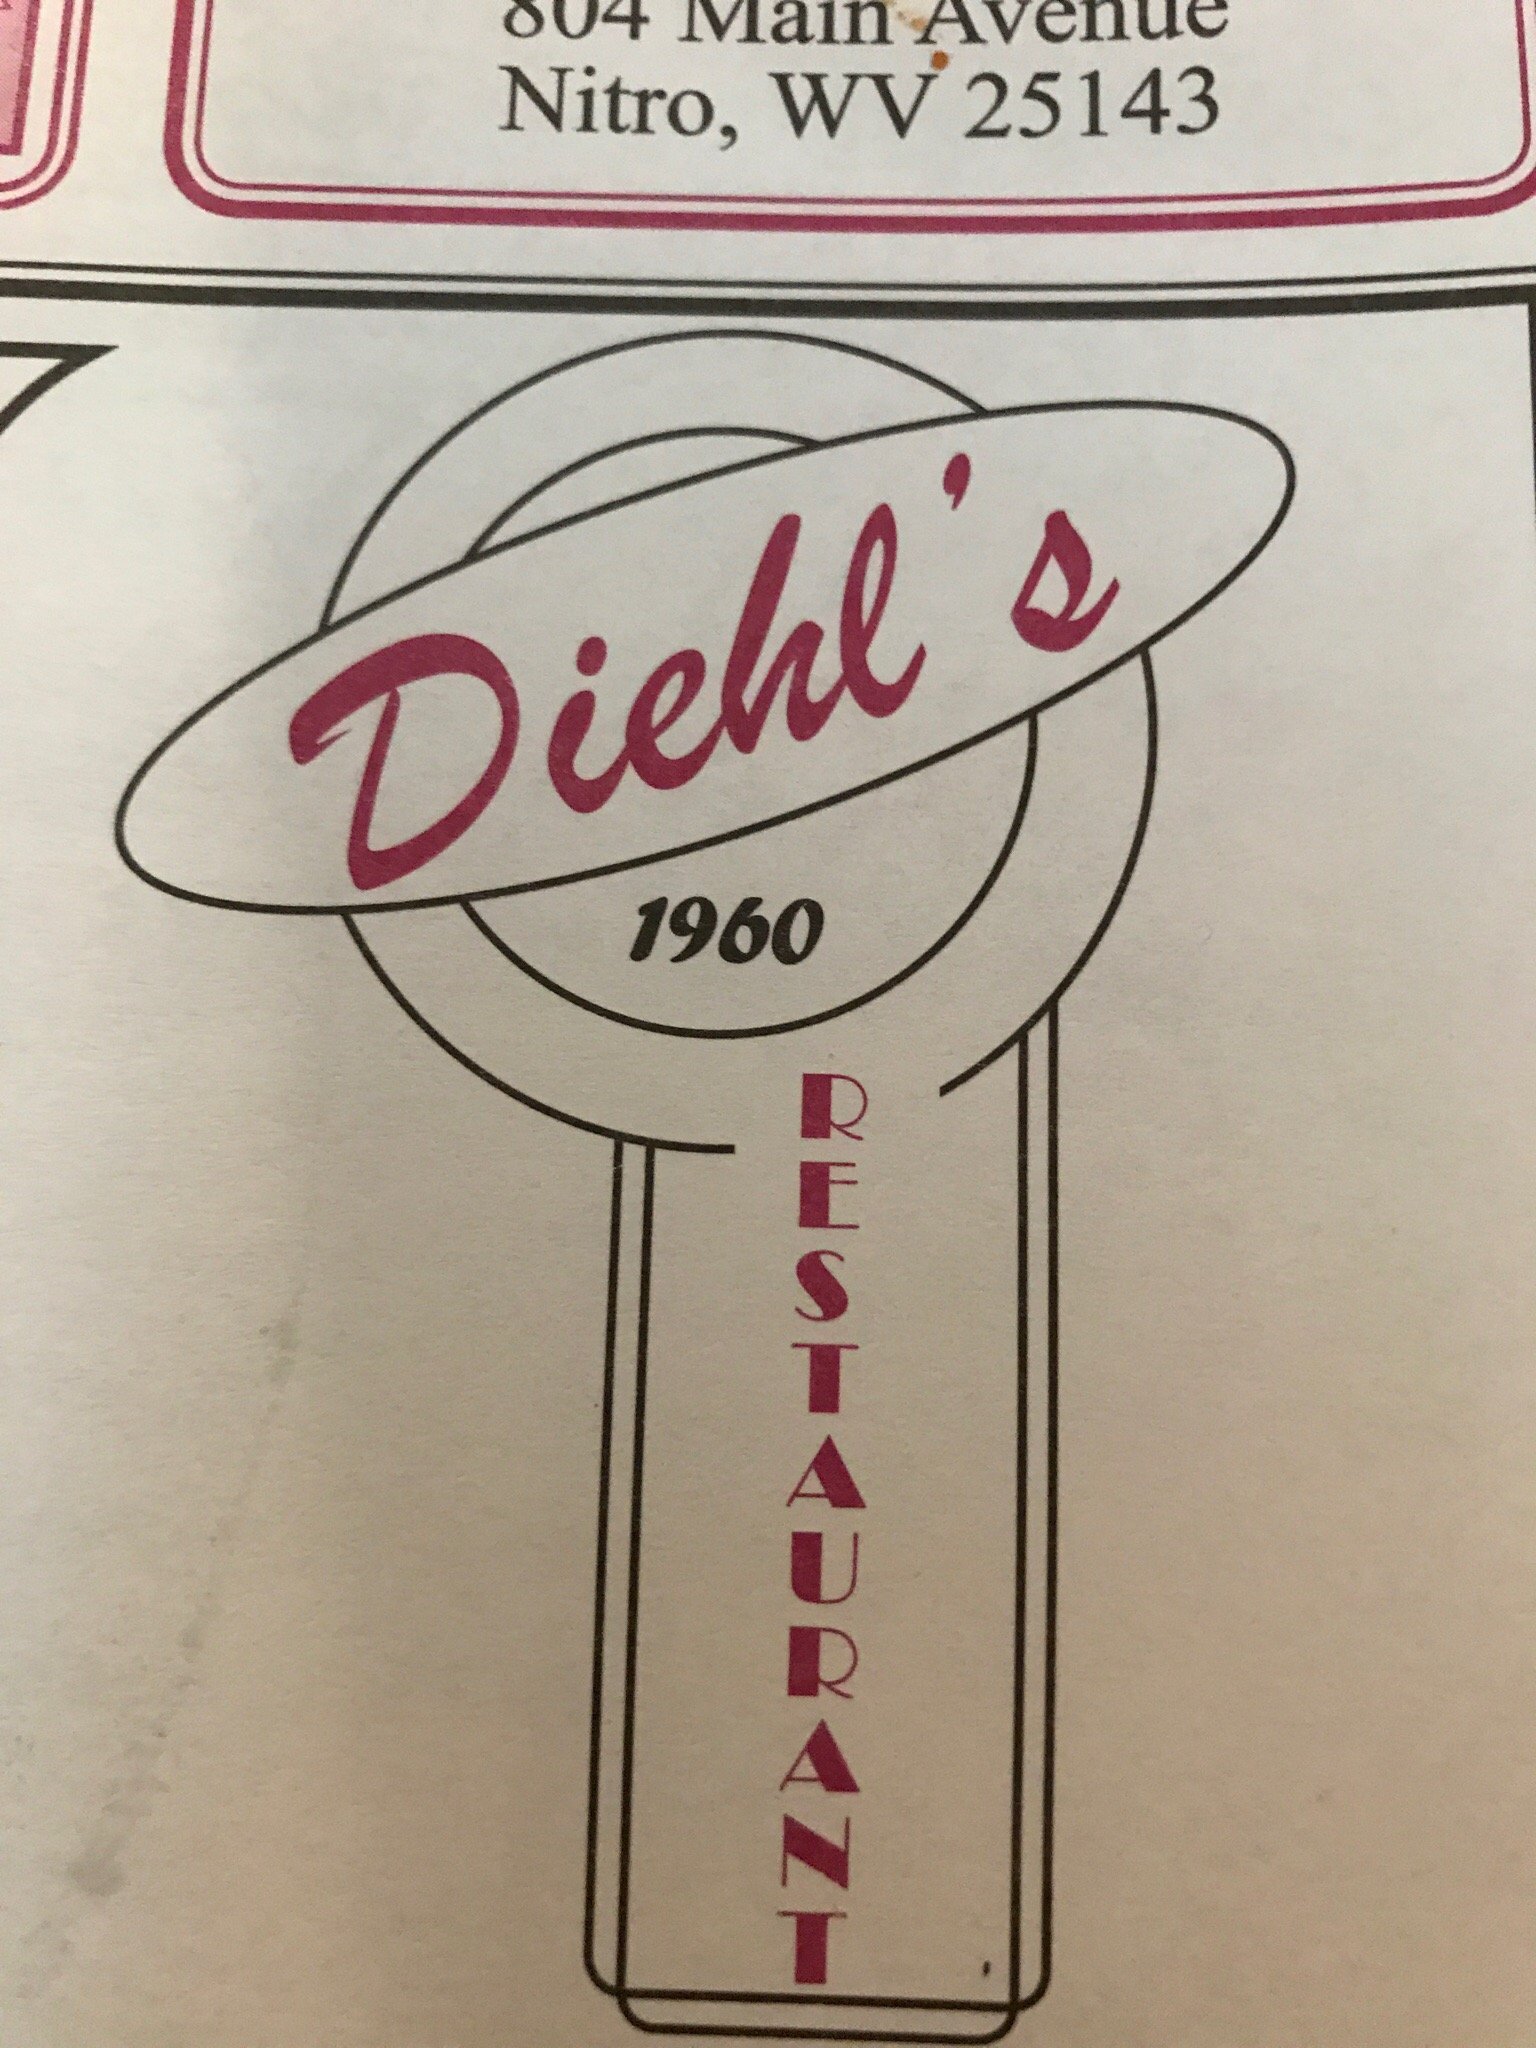 804 Main Avenue
Nitro, WV 25143
Diehl's
1960
RESTAURANT